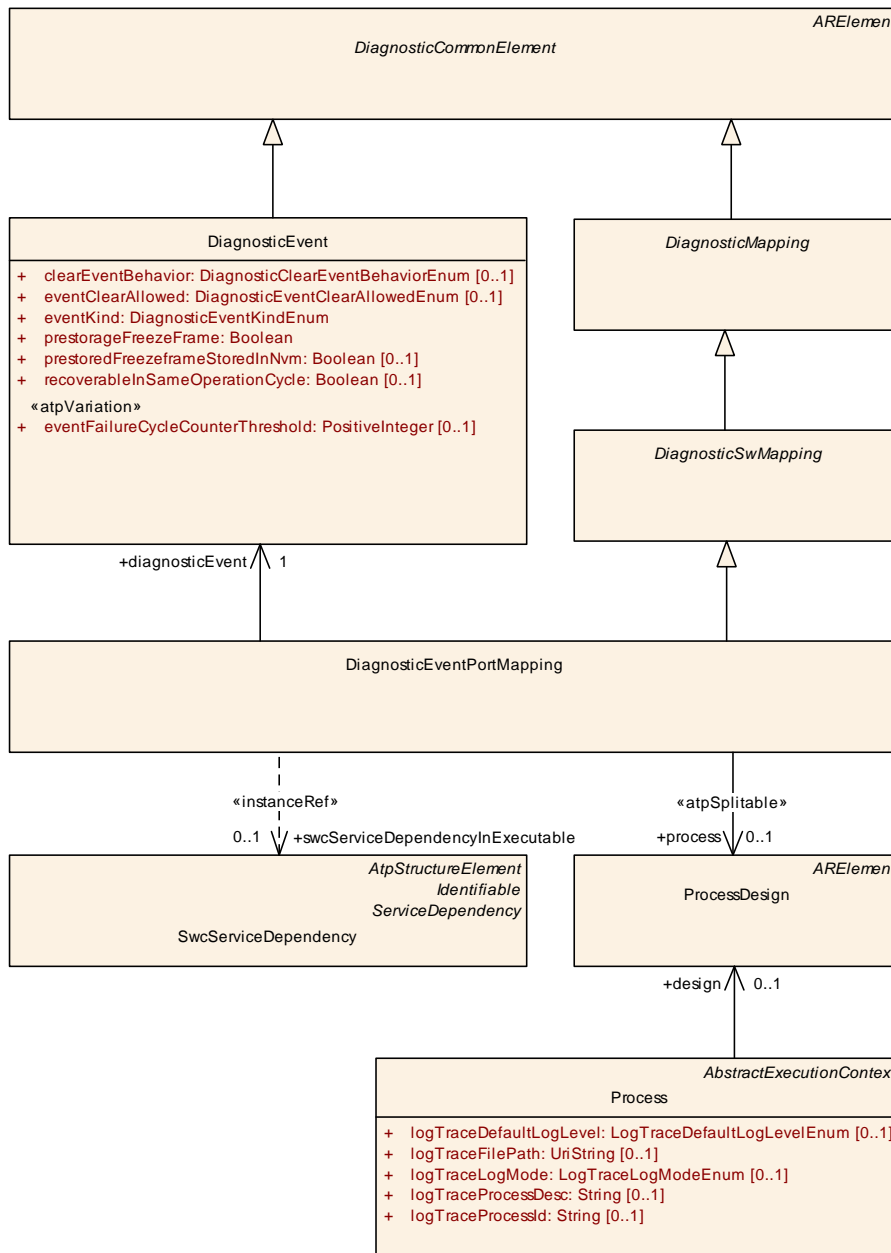 ARElemen
DiagnosticCommonElement
DiagnosticEvent
+ clearEventBehavior: DiagnosticClearEventBehaviorEnum [0..1]
+ eventClearAllowed: DiagnosticEventClearAllowedEnum [0..1]
+ eventKind: DiagnosticEventKindEnum
+ prestorageFreezeFrame: Boolean
+ prestoredFreezeframeStoredInNvm: Boolean [0..1]
+ recoverableInSameOperationCycle: Boolean [0..1]
«atpVariation»
+ eventFailureCycleCounterThreshold: PositiveInteger [0..1]
DiagnosticMapping
DiagnosticSwMapping
+diagnosticEvent 1
DiagnosticEventPortMapping
«instanceRef»
0..1 +swcServiceDependencyInExecutable
«atpSplitable»
+process 0..1
AtpStructureElement
Identifiable
ServiceDependency
SwcServiceDependency
ARElemen
ProcessDesign
+design 0..1
AbstractExecutionContex
Process
+ logTraceDefaultLogLevel: LogTraceDefaultLogLevelEnum [0..1]
+ logTraceFilePath: UriString [0..1]
+ logTraceLogMode: LogTraceLogModeEnum [0..1]
+ logTraceProcessDesc: String [0..1]
+ logTraceProcessId: String [0..1]